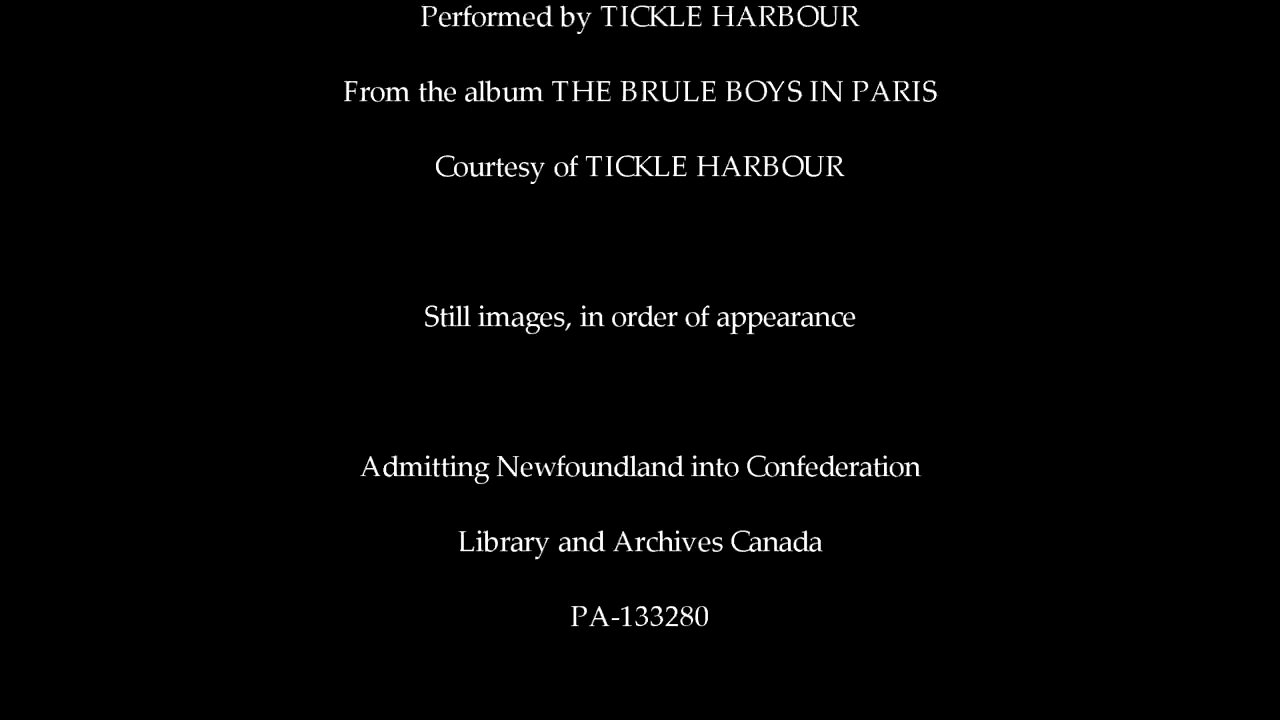 Performed by TICKLE HARBOUR
From the album THE BRULE BOYS IN PARIS
Courtesy of TICKLE HARBOUR
Still images, in order of appearance
Admitting Newfoundland into Confederation
Library and Archives Canada
PA-133280